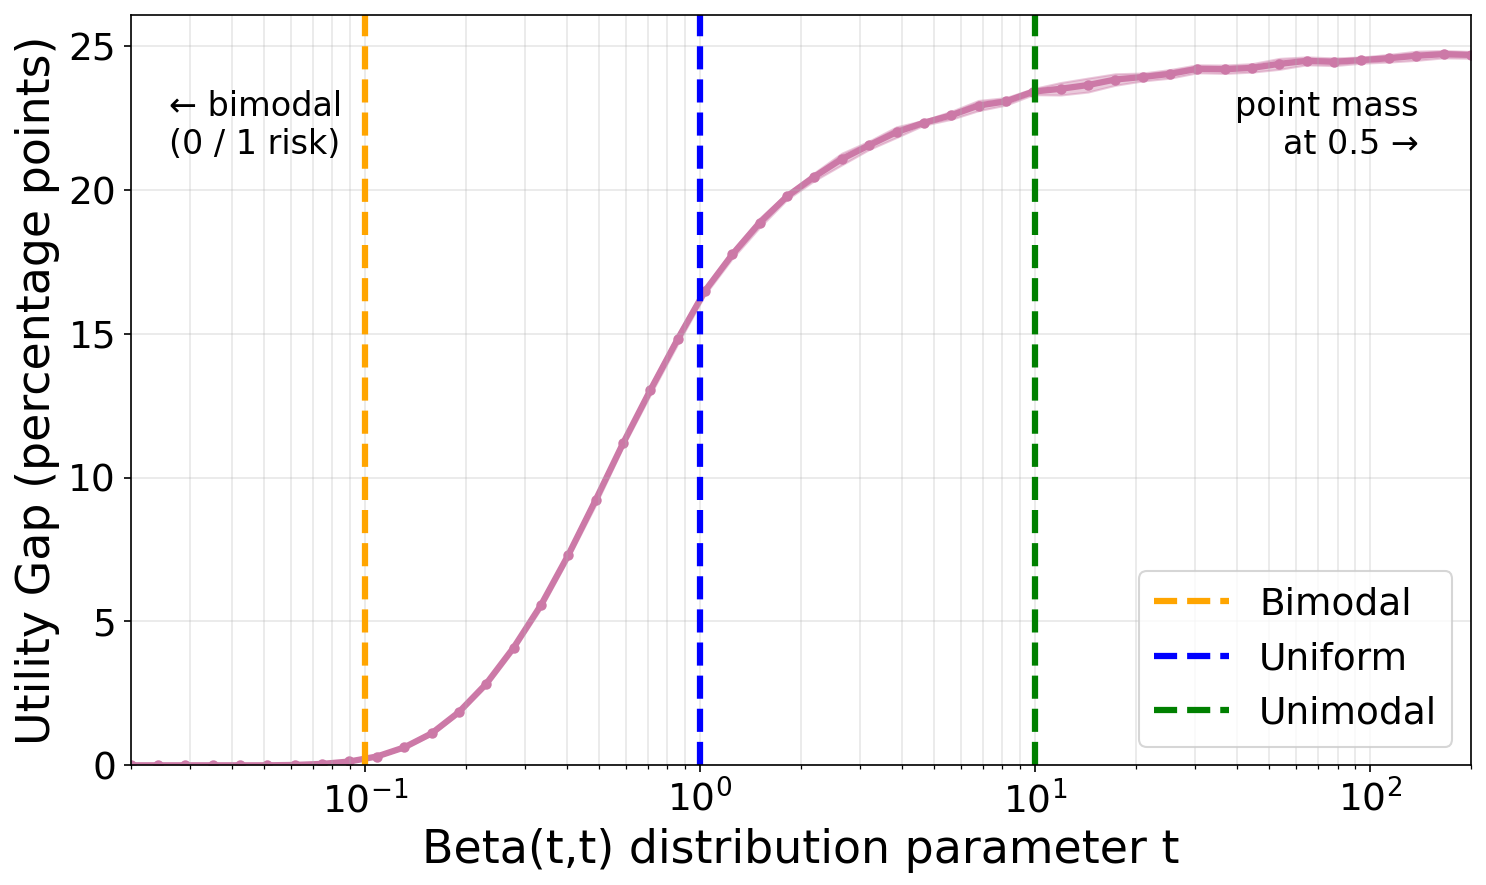 Utility Gap (percentage points)
25
20
15
10
5
0
← bimodal
(0 / 1 risk)
point mass
at 0.5 →
Bimodal
Uniform
Unimodal
10⁻¹
10⁰
10¹
10²
Beta(t,t) distribution parameter t